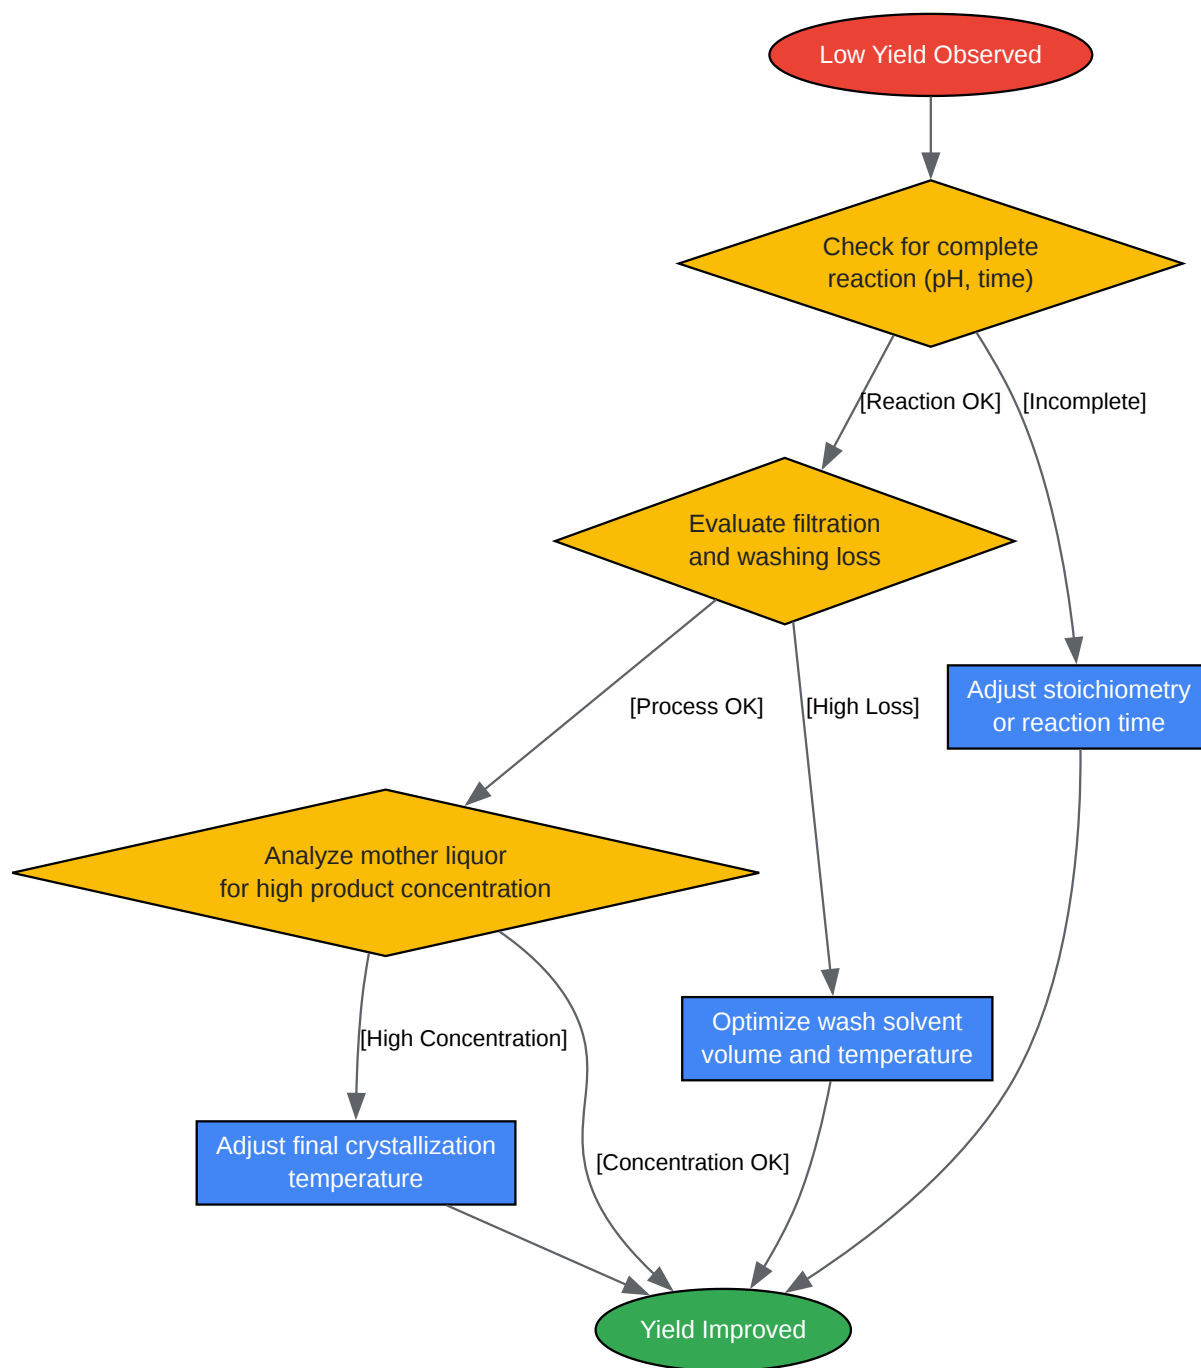 Low Yield Observed
Check for complete
reaction (pH, time)
[Reaction OK]
[Incomplete]
Evaluate filtration
and washing loss
[Process OK]
[High Loss]
Adjust stoichiometry
or reaction time
Analyze mother liquor
for high product concentration
[High Concentration]
Optimize wash solvent
volume and temperature
Adjust final crystallization
temperature
[Concentration OK]
Yield Improved